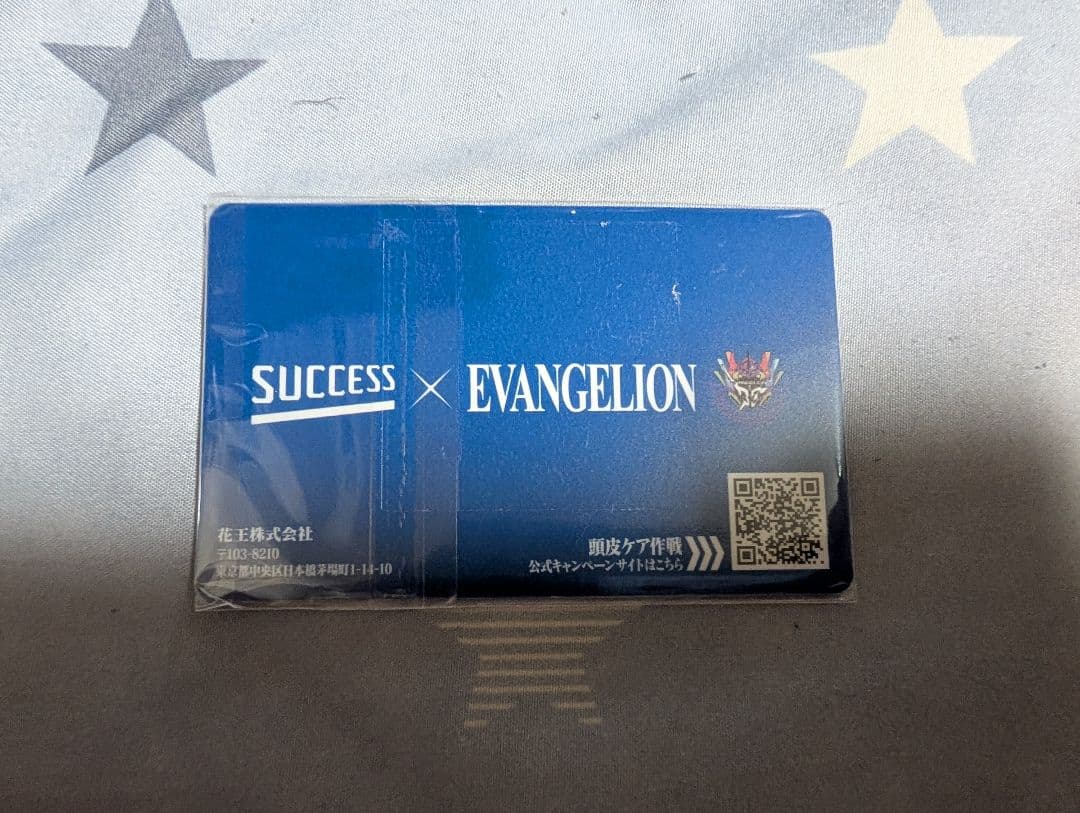 SUCCESS × EVANGELION
花王株式会社
〒103-8210
東京都中央区日本橋茅場町1-14-10
頭皮ケア作戦
公式キャンペーンサイトはこちら